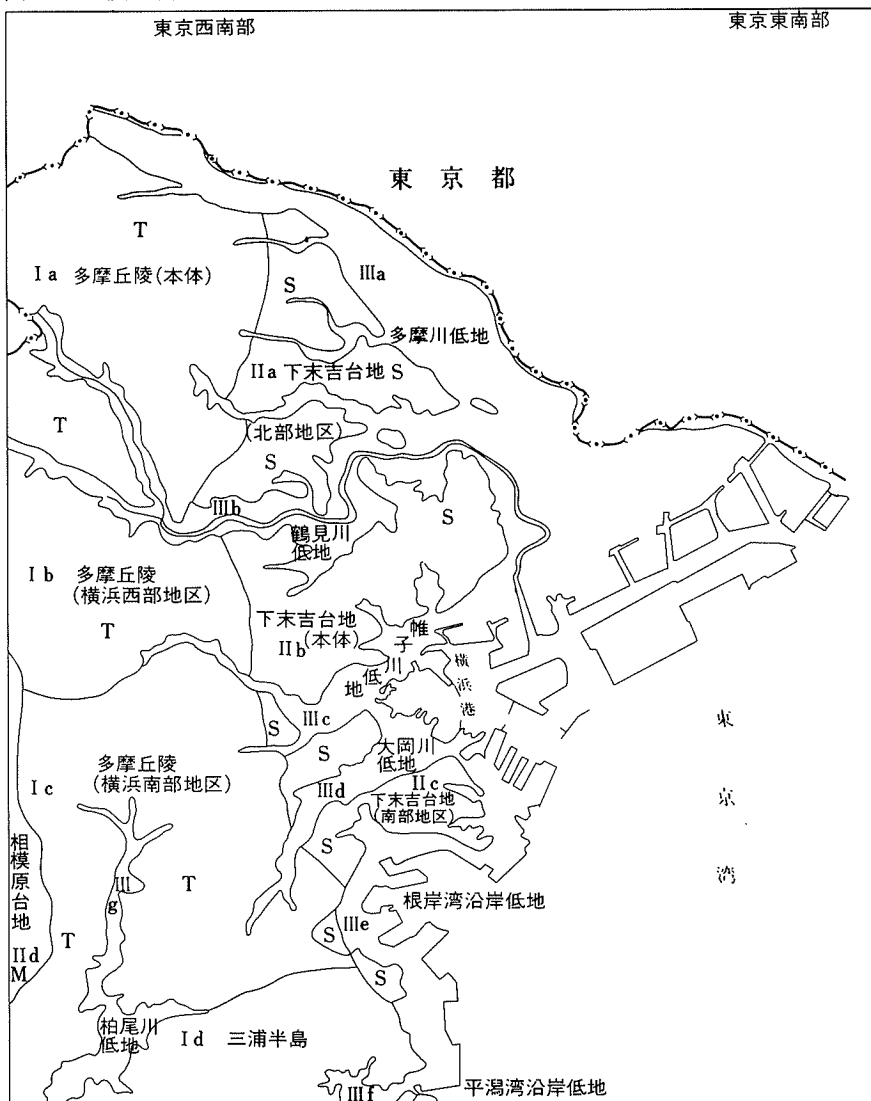 東京西南部
東京東南部
東京都
T
Ia 多摩丘陵(本体)
S
IIIa
多摩川低地
IIa 下末吉台地 S
T
(北部地区)
S
IIIb
S
鶴見川
低地
Ib 多摩丘陵
(横浜西部地区)
T
下末吉台地
(本体)
IIb
帷子川低地
横浜港
S
IIIc
S
大岡川
低地
東京湾
多摩丘陵
(横浜南部地区)
Ic
IIId
IIc
下末吉台地
(南部地区)
S
相模原台地
IId
M
III
g
T
T
根岸湾沿岸低地
IIIe
S
S
柏尾川
低地
Id 三浦半島
IIIf
平潟湾沿岸低地